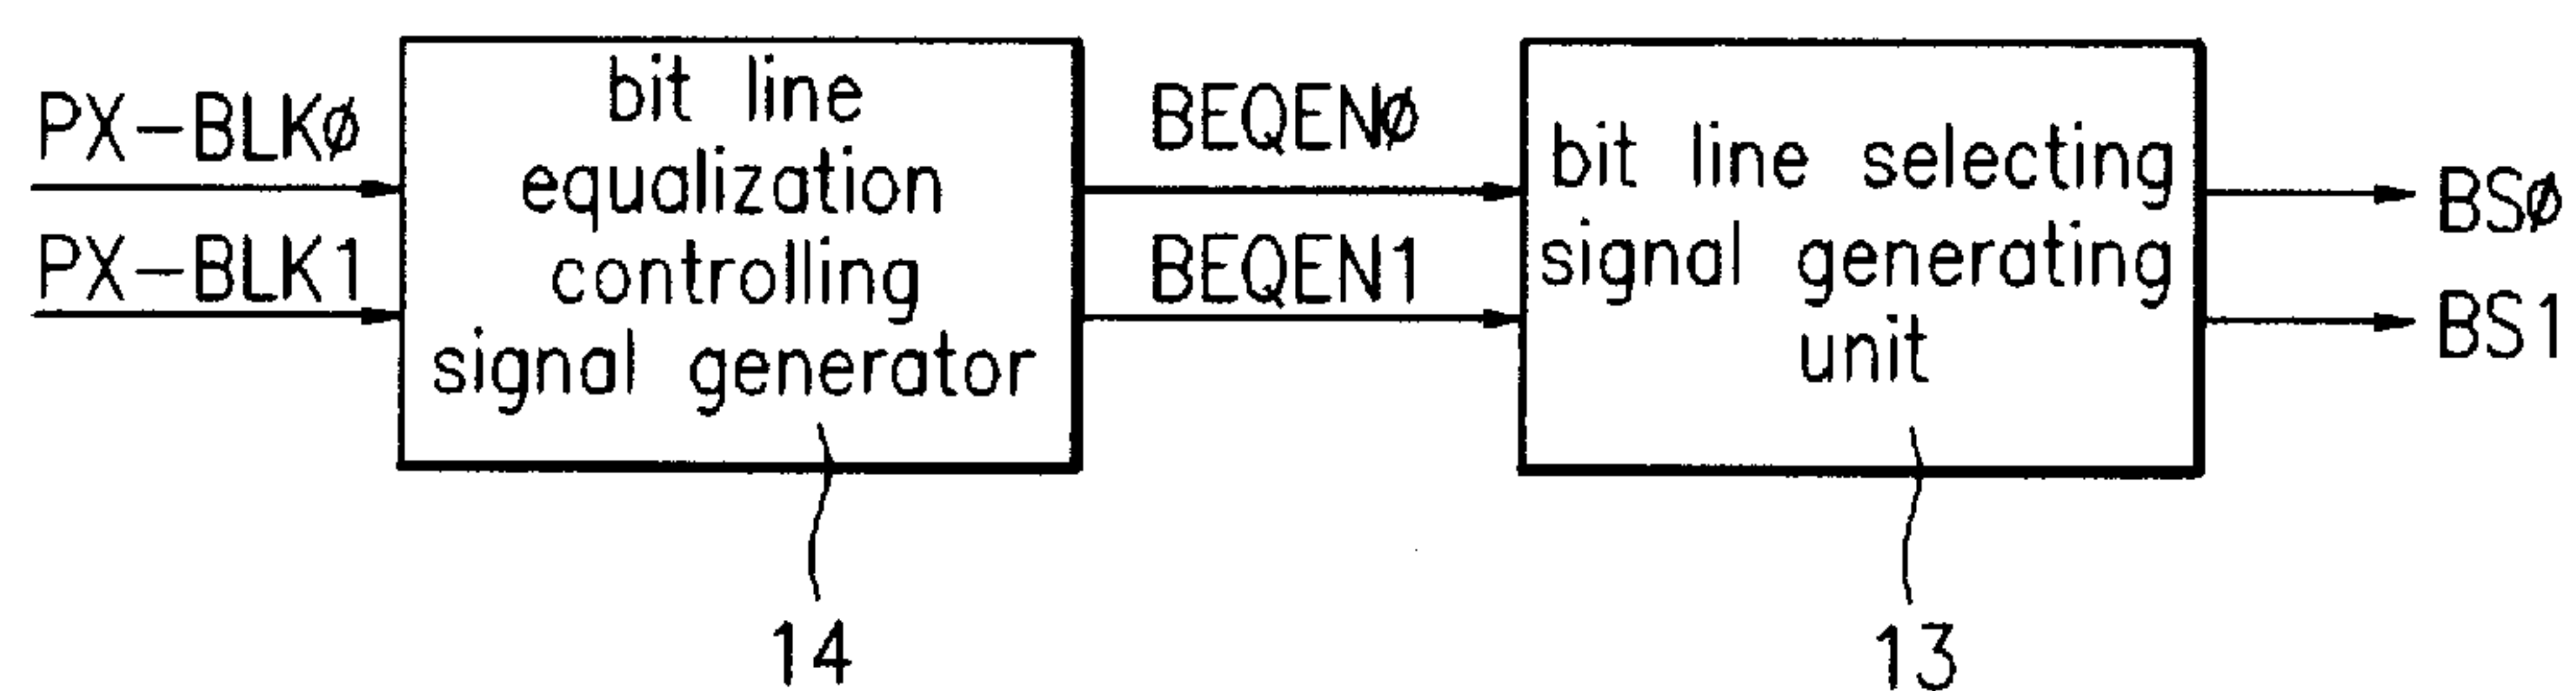 PX-BLKØ
PX-BLK1
bit line
equalization
controlling
signal generator
14
BEQENØ
BEQEN1
bit line selecting
signal generating
unit
13
BSØ
BS1